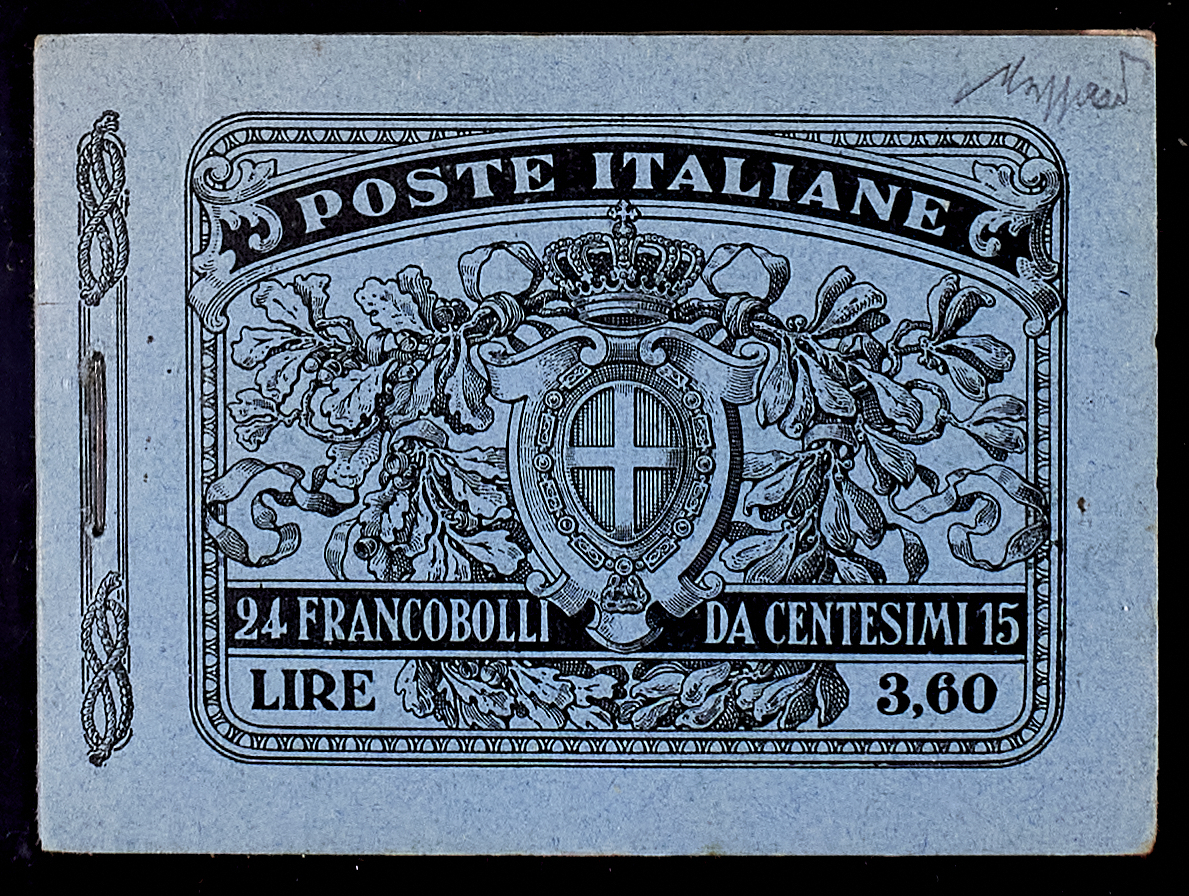 POSTE ITALIANE
24 FRANCOBOLLI DA CENTESIMI 15
LIRE 3,60